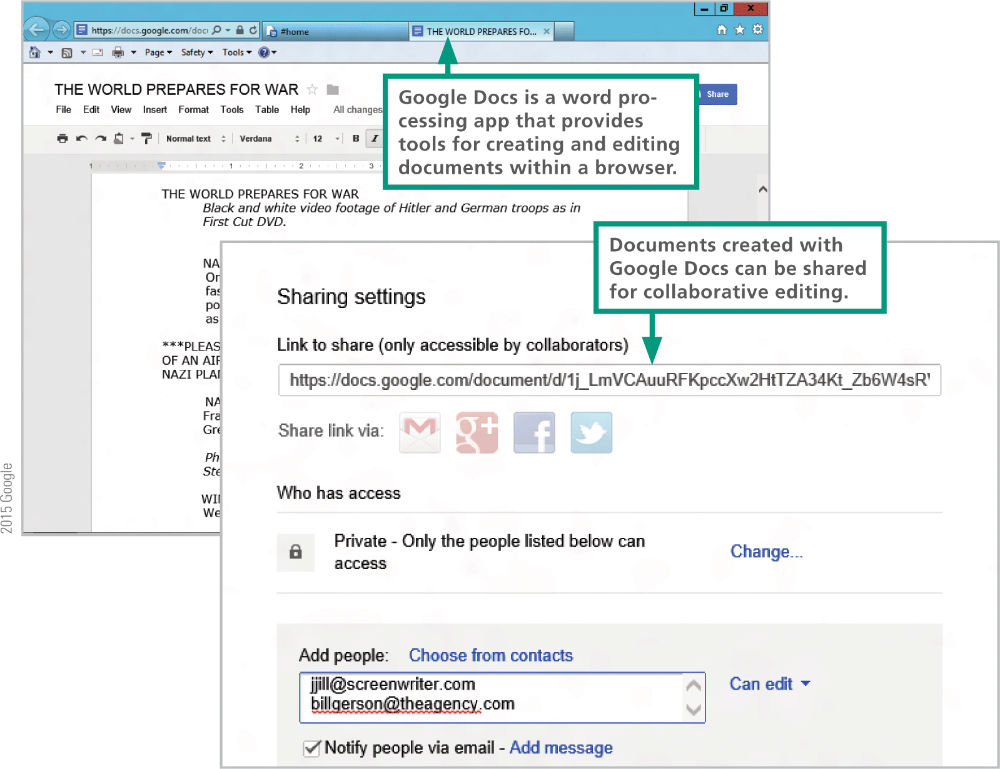 https://docs.google.com/doci
#home
THE WORLD PREPARES FO...
Page
Safety
Tools
THE WORLD PREPARES FOR WAR
File Edit View Insert Format Tools Table Help All changes
Share
Normal text Verdana 12 B I
1 1 2 3
Google Docs is a word pro-
cessing app that provides
tools for creating and editing
documents within a browser.
THE WORLD PREPARES FOR WAR
Black and white video footage of Hitler and German troops as in
First Cut DVD.
NA
Or
fas
po
as
***PLEAS
OF AN AIR
NAZI PLAN
NA
Fra
Gre
Ph
Ste
WII
We
Documents created with
Google Docs can be shared
for collaborative editing.
Sharing settings
Link to share (only accessible by collaborators)
https://docs.google.com/document/d/1j_LmVCAuuRFKpccXw2HtTZA34Kt_Zb6W4sR
Share link via:
Who has access
Private - Only the people listed below can
access
Change...
Add people: Choose from contacts
jjill@screenwriter.com
billgerson@theagency.com
Can edit
Notify people via email - Add message
2015 Google